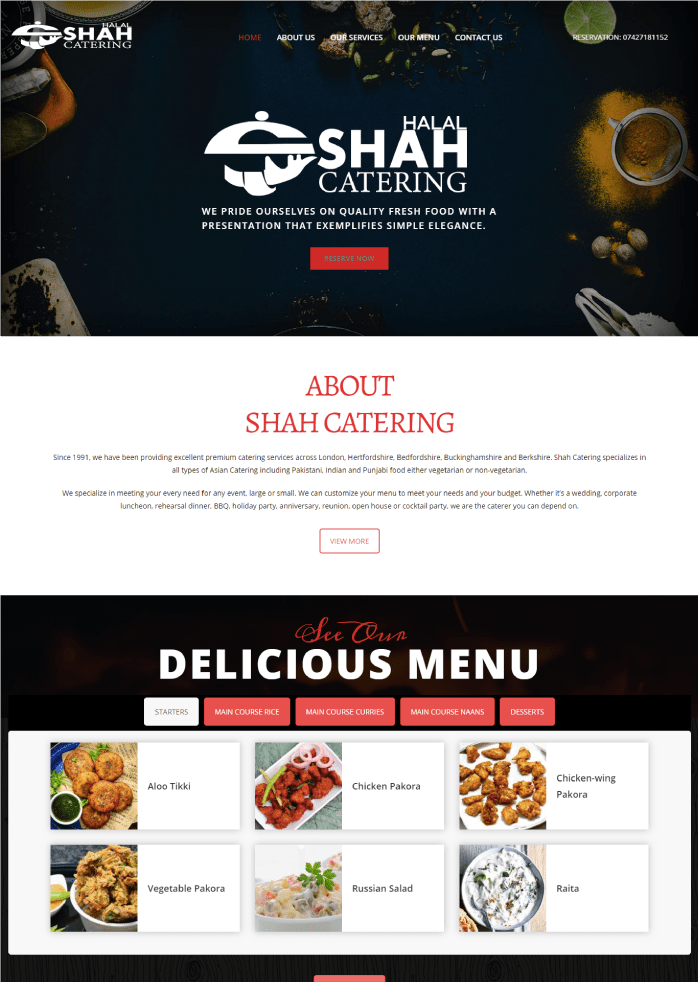 HALAL
SHAH
CATERING
HOME ABOUT US OUR SERVICES OUR MENU CONTACT US
RESERVATION: 07427181152
HALAL
SHAH
CATERING
WE PRIDE OURSELVES ON QUALITY FRESH FOOD WITH A
PRESENTATION THAT EXEMPLIFIES SIMPLE ELEGANCE.
RESERVE NOW
ABOUT
SHAH CATERING
Since 1991, we have been providing excellent premium catering services across London, Hertfordshire, Bedfordshire, Buckinghamshire and Berkshire. Shah Catering specializes in
all types of Asian Catering including Pakistani, Indian and Punjabi food either vegetarian or non-vegetarian.
We specialize in meeting your every need for any event, large or small. We can customize your menu to meet your needs and your budget. Whether it's a wedding, corporate
luncheon, rehearsal dinner, BBQ, holiday party, anniversary, reunion, open house or cocktail party, we are the caterer you can depend on.
VIEW MORE
See Our
DELICIOUS MENU
STARTERS MAIN COURSE RICE MAIN COURSE CURRIES MAIN COURSE NAANS DESSERTS
Aloo Tikki
Chicken Pakora
Chicken-wing
Pakora
Vegetable Pakora
Russian Salad
Raita